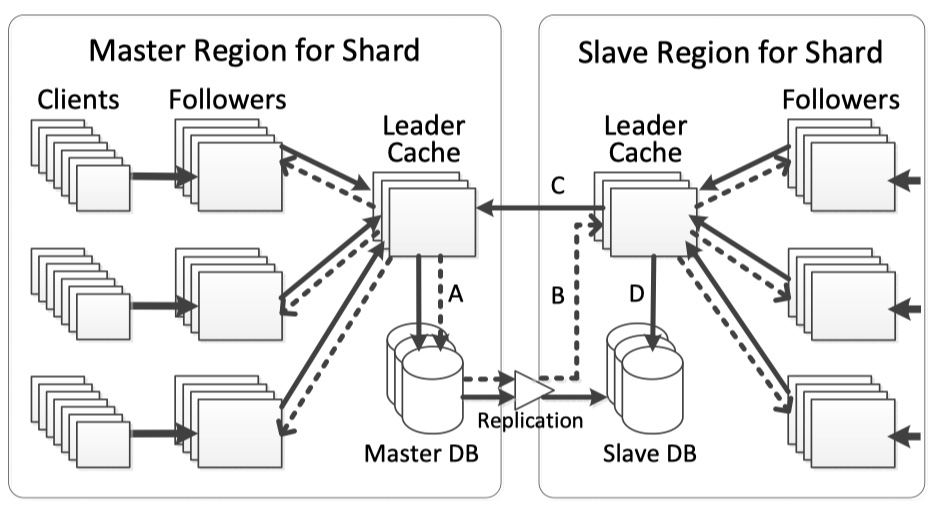 Master Region for Shard
Slave Region for Shard
Clients
Followers
Leader
Cache
Leader
Cache
Followers
C
A
B
D
Replication
Master DB
Slave DB